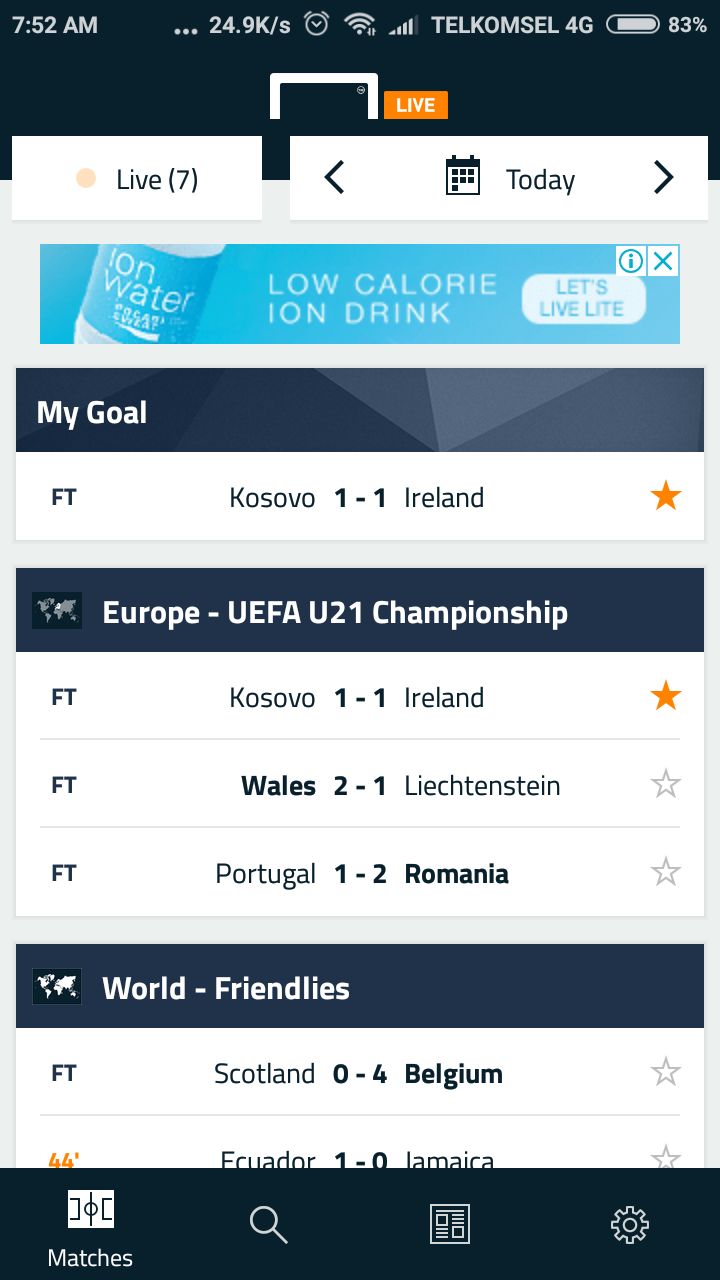 7:52 AM ... 24.9K/s TELKOMSEL 4G 83%
LIVE
Live (7) Today
ion
Water
POCARI
SWEAT
LOW CALORIE
ION DRINK
LET'S
LIVE LITE
My Goal
FT Kosovo 1 - 1 Ireland
Europe - UEFA U21 Championship
FT Kosovo 1 - 1 Ireland
FT Wales 2 - 1 Liechtenstein
FT Portugal 1 - 2 Romania
World - Friendlies
FT Scotland 0 - 4 Belgium
44' Ecuador 1 - 0 Jamaica
Matches